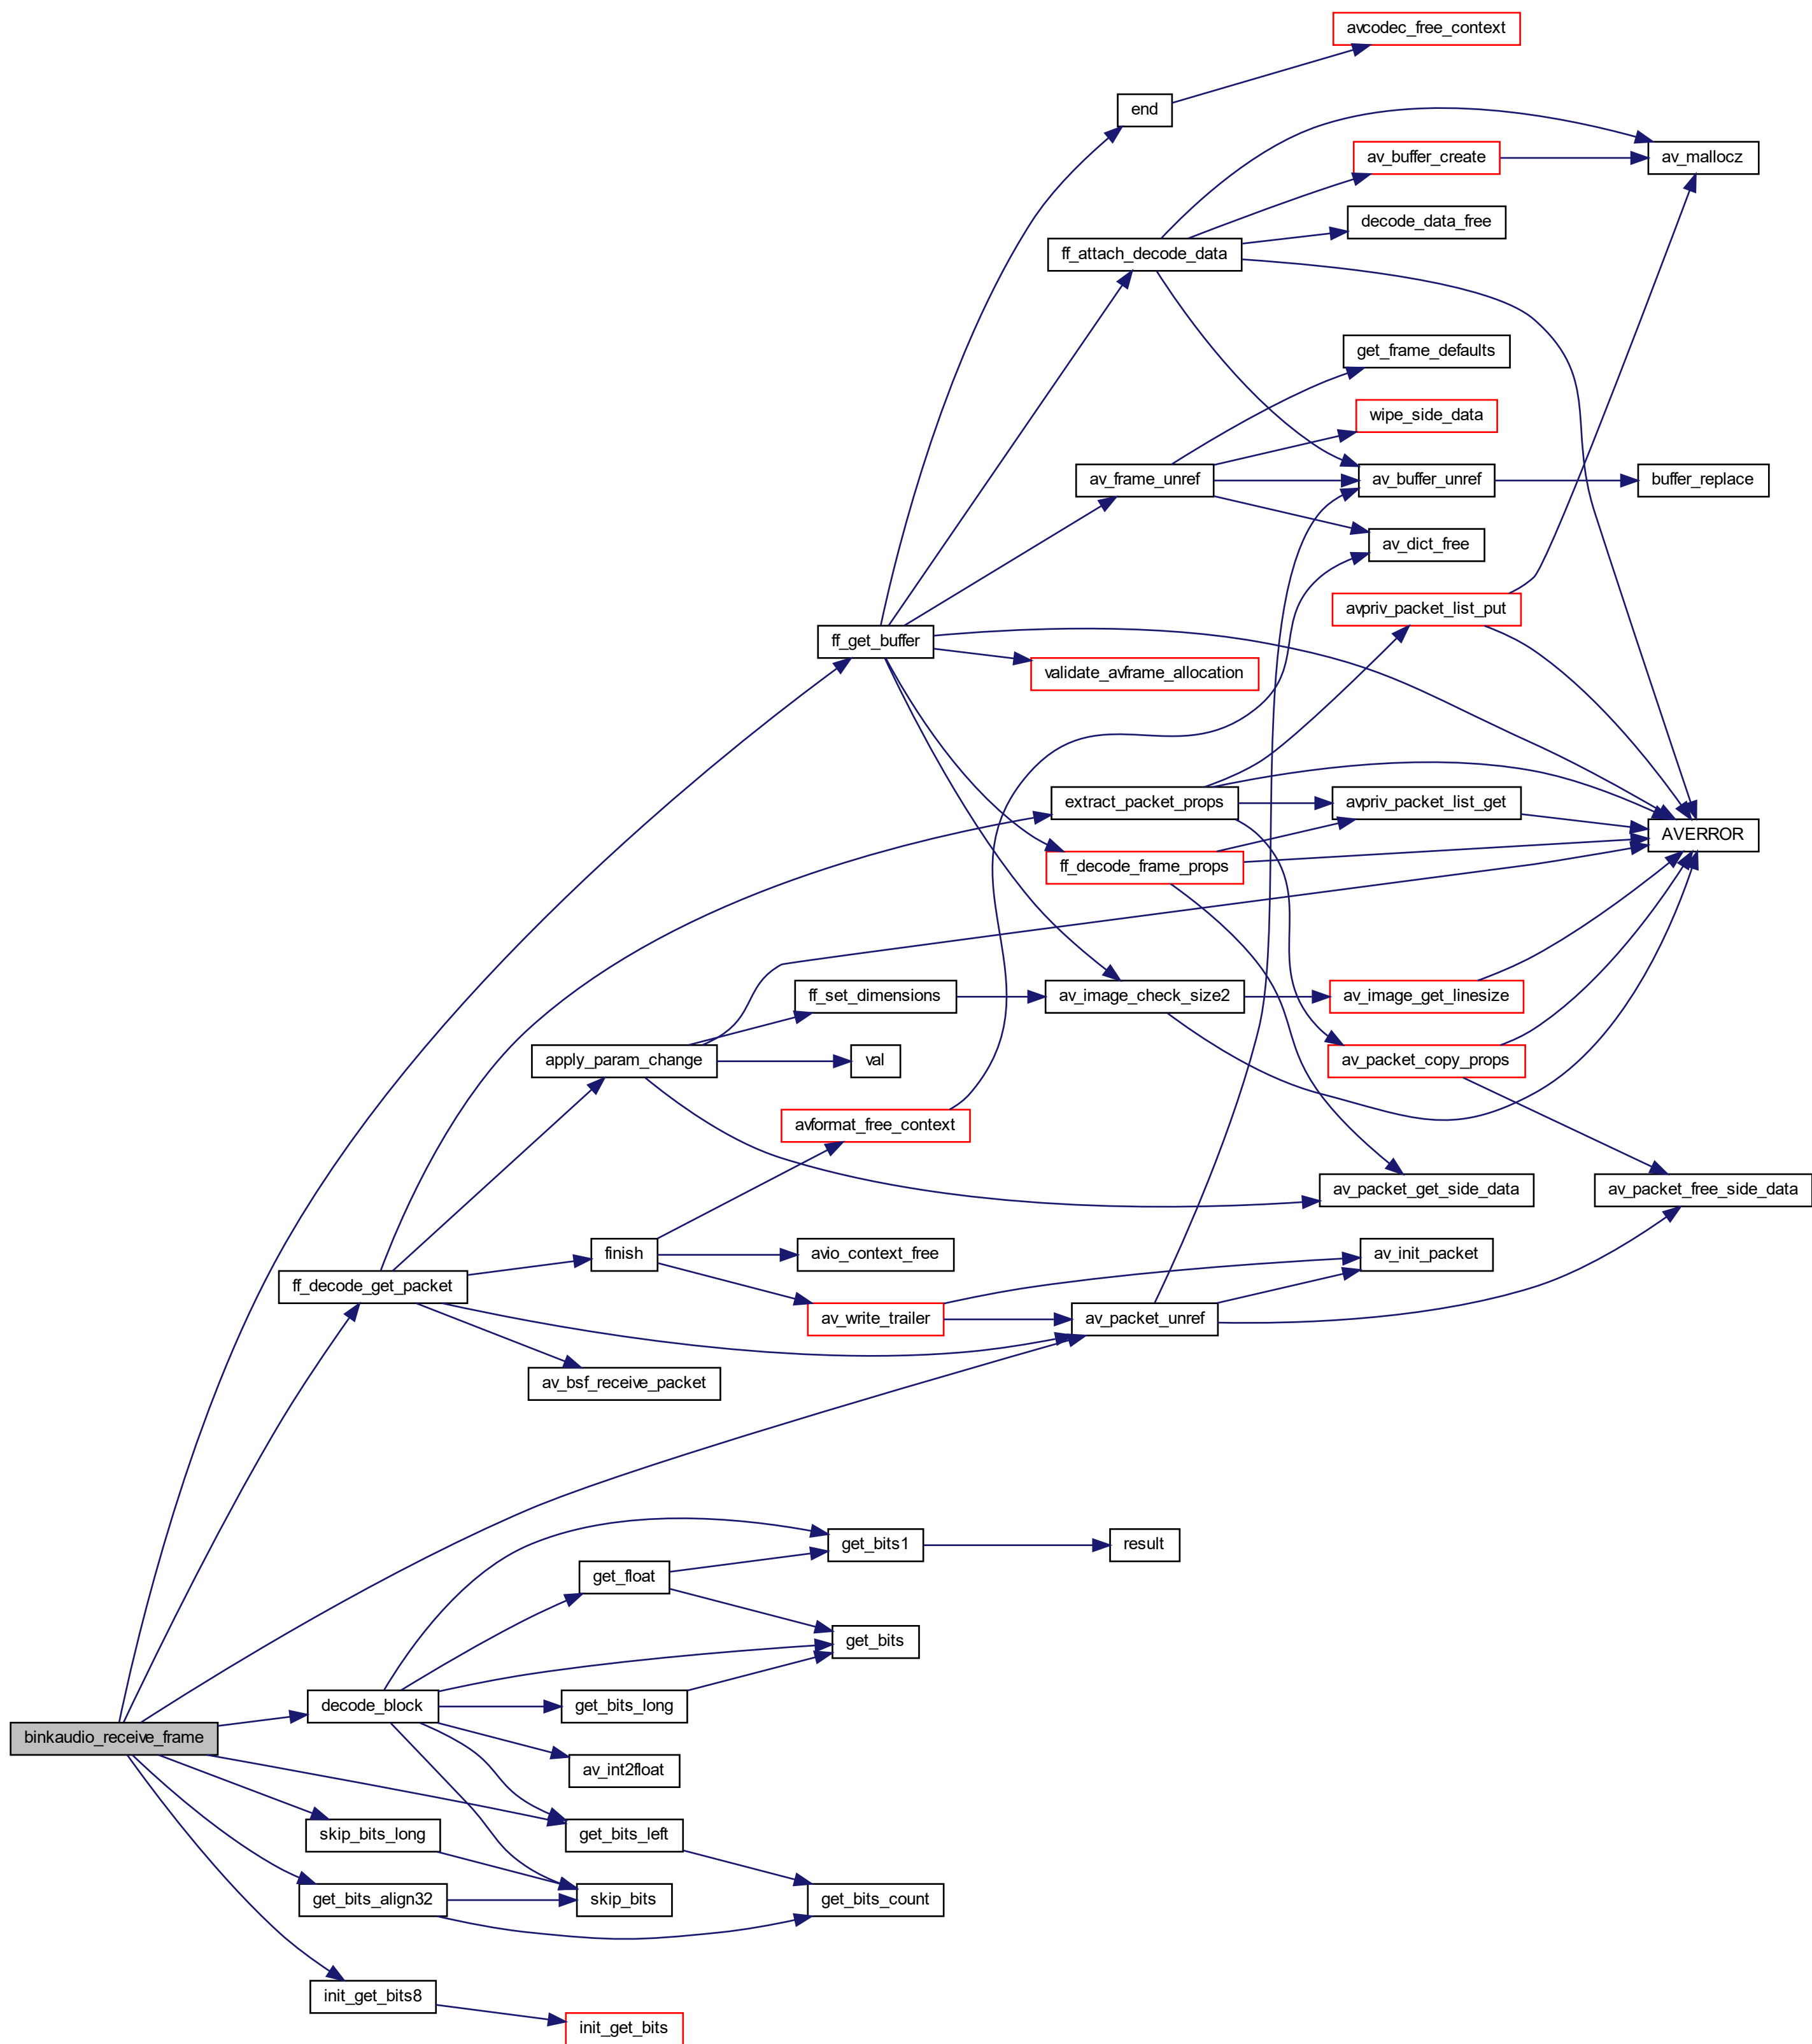 avcodec_free_context
end
av_mallocz
av_buffer_create
decode_data_free
ff_attach_decode_data
get_frame_defaults
wipe_side_data
av_frame_unref
av_buffer_unref
buffer_replace
av_dict_free
avpriv_packet_list_put
ff_get_buffer
validate_avframe_allocation
extract_packet_props
avpriv_packet_list_get
AVERROR
ff_decode_frame_props
ff_set_dimensions
av_image_check_size2
av_image_get_linesize
apply_param_change
val
av_packet_copy_props
avformat_free_context
av_packet_get_side_data
av_packet_free_side_data
finish
avio_context_free
av_init_packet
ff_decode_get_packet
av_write_trailer
av_packet_unref
av_bsf_receive_packet
get_bits1
result
get_float
get_bits
decode_block
get_bits_long
binkaudio_receive_frame
av_int2float
skip_bits_long
get_bits_left
get_bits_align32
skip_bits
get_bits_count
init_get_bits8
init_get_bits